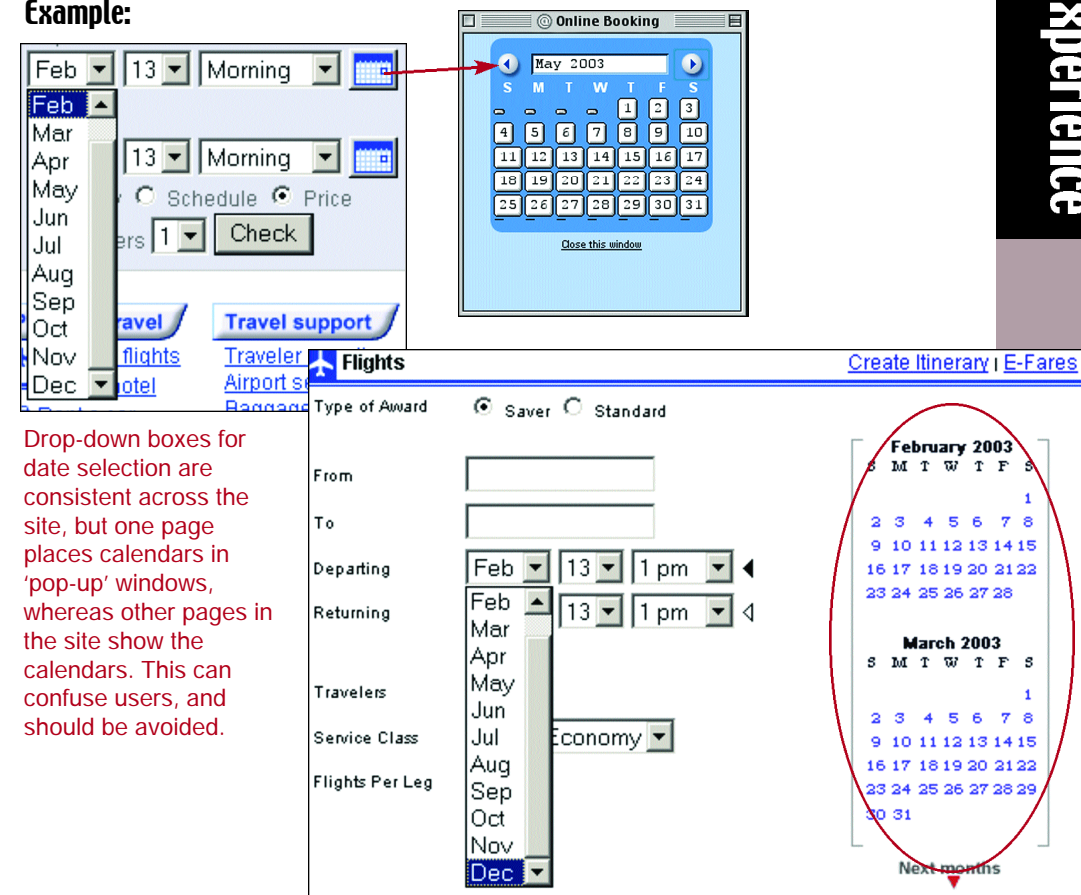 Example:
Feb 13 Morning
Feb
Mar
Apr 13 Morning
May Schedule Price
Jun
Jul ers 1 Check
Aug
Sep
Oct ravel Travel support
Nov flights Traveler
Dec otel Airport se
Baggage
@ Online Booking
May 2003
S M T W T F S
1 2 3
4 5 6 7 8 9 10
11 12 13 14 15 16 17
18 19 20 21 22 23 24
25 26 27 28 29 30 31
Close this window
xperience
Drop-down boxes for
date selection are
consistent across the
site, but one page
places calendars in
‘pop-up’ windows,
whereas other pages in
the site show the
calendars. This can
confuse users, and
should be avoided.
Flights Create Itinerary | E-Fares
Type of Award Saver Standard
From
To
Departing Feb 13 1 pm
Returning Feb 13 1 pm
Mar
Apr
Travelers May
Jun
Service Class Jul Economy
Aug
Flights Per Leg Sep
Oct
Nov
Dec
February 2003
S M T W T F S
1
2 3 4 5 6 7 8
9 10 11 12 13 14 15
16 17 18 19 20 21 22
23 24 25 26 27 28
March 2003
S M T W T F S
1
2 3 4 5 6 7 8
9 10 11 12 13 14 15
16 17 18 19 20 21 22
23 24 25 26 27 28 29
30 31
Next months